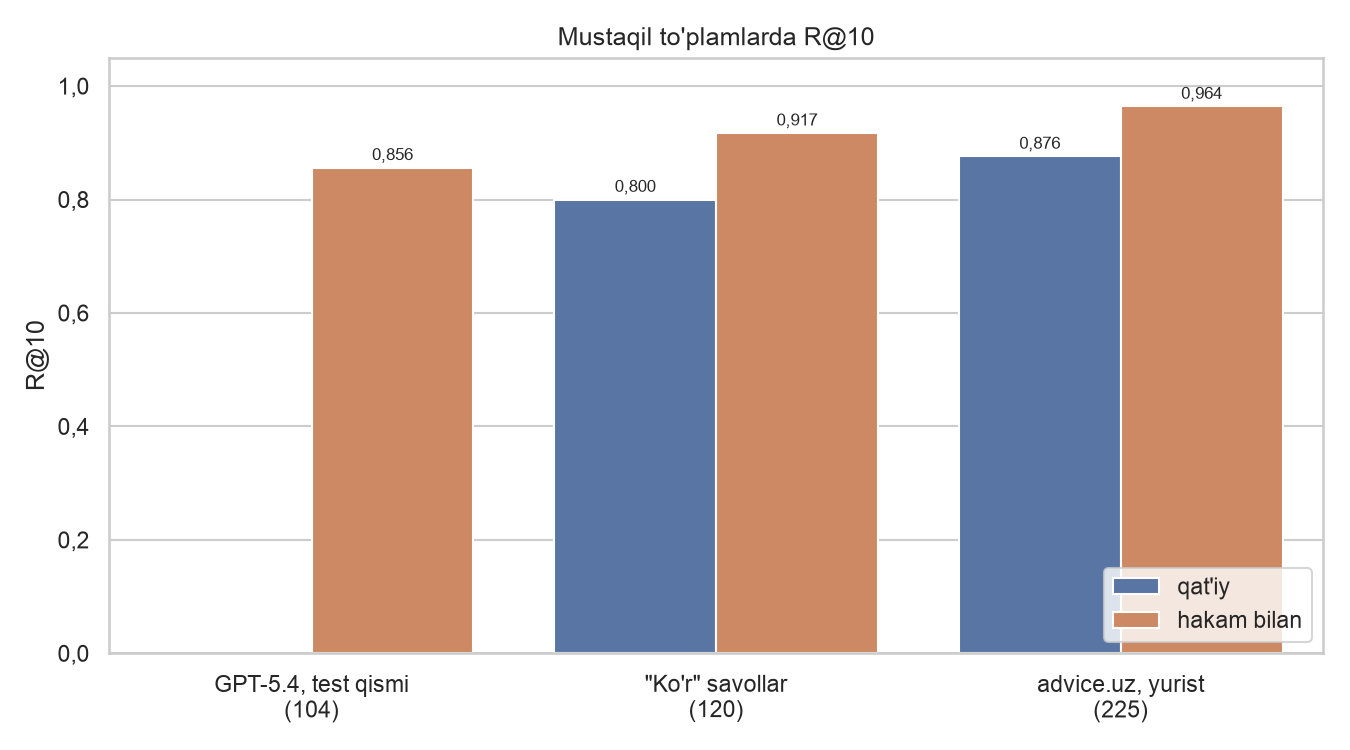 Mustaqil to'plamlarda R@10
R@10
1,0
0,8
0,6
0,4
0,2
0,0
0,856
0,800
0,917
0,876
0,964
qat'iy
hakam bilan
GPT-5.4, test qismi
(104)
"Ko'r" savollar
(120)
advice.uz, yurist
(225)